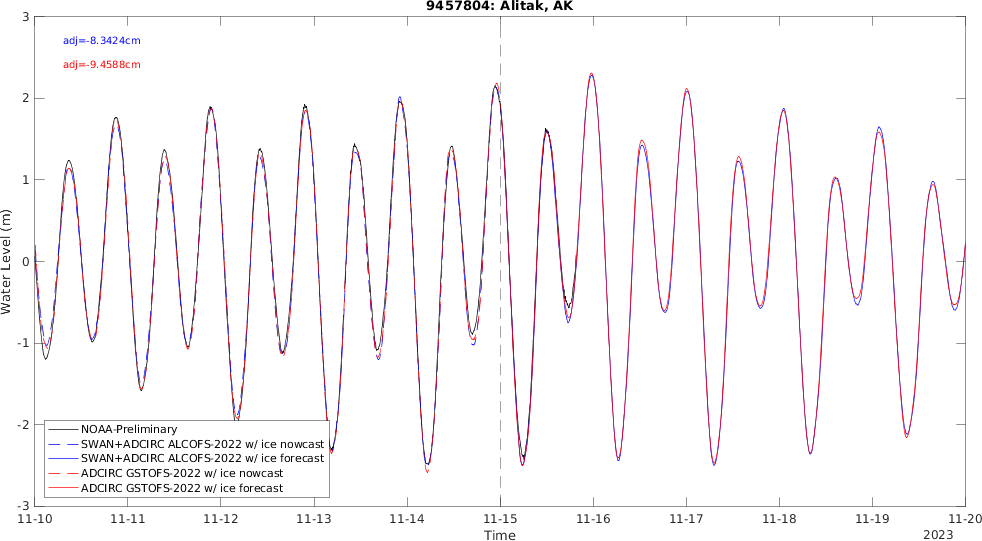 9457804: Alitak, AK
adj=-8.3424cm
adj=-9.4588cm
Water Level (m)
3
2
1
0
-1
-2
-3
NOAA-Preliminary
SWAN+ADCIRC ALCOFS-2022 w/ ice nowcast
SWAN+ADCIRC ALCOFS-2022 w/ ice forecast
ADCIRC GSTOFS-2022 w/ ice nowcast
ADCIRC GSTOFS-2022 w/ ice forecast
11-10 11-11 11-12 11-13 11-14 11-15 11-16 11-17 11-18 11-19 11-20
Time
2023